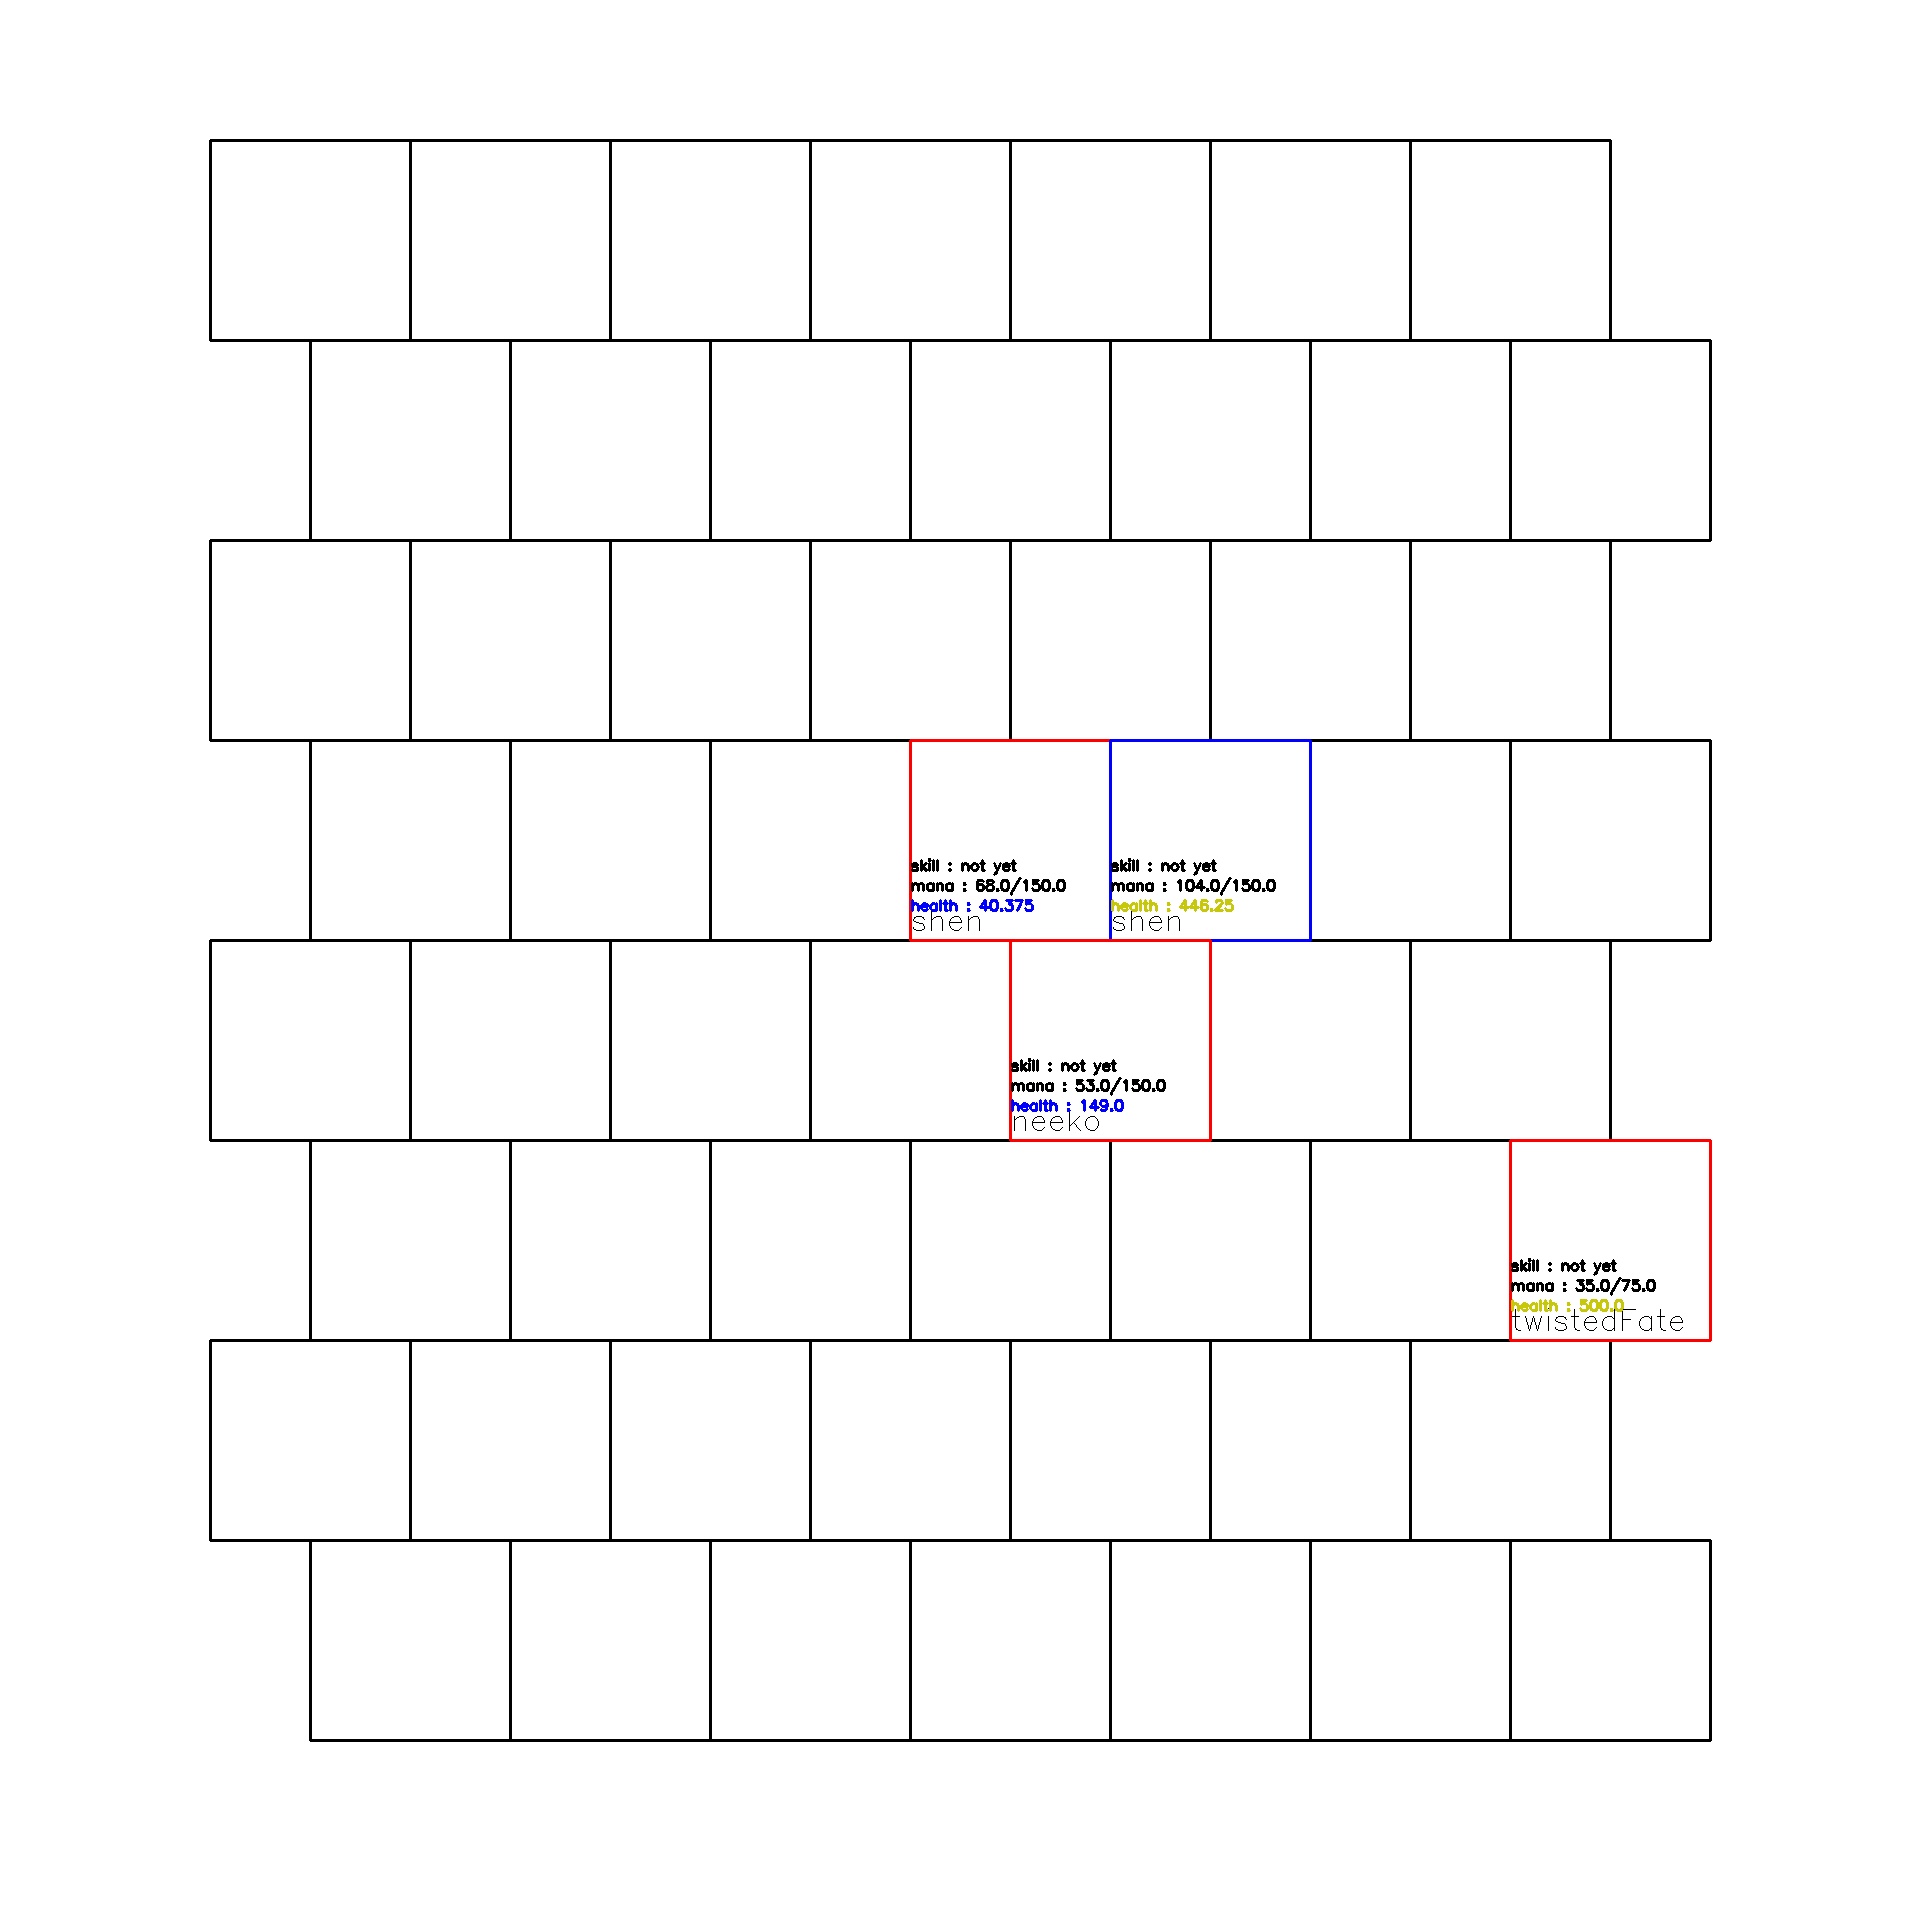 skill : not yet
mana : 68.0/150.0
health : 40.375
shen
skill : not yet
mana : 104.0/150.0
health : 446.25
shen
skill : not yet
mana : 53.0/150.0
health : 149.0
neeko
skill : not yet
mana : 35.0/75.0
health : 500.0
twistedFate